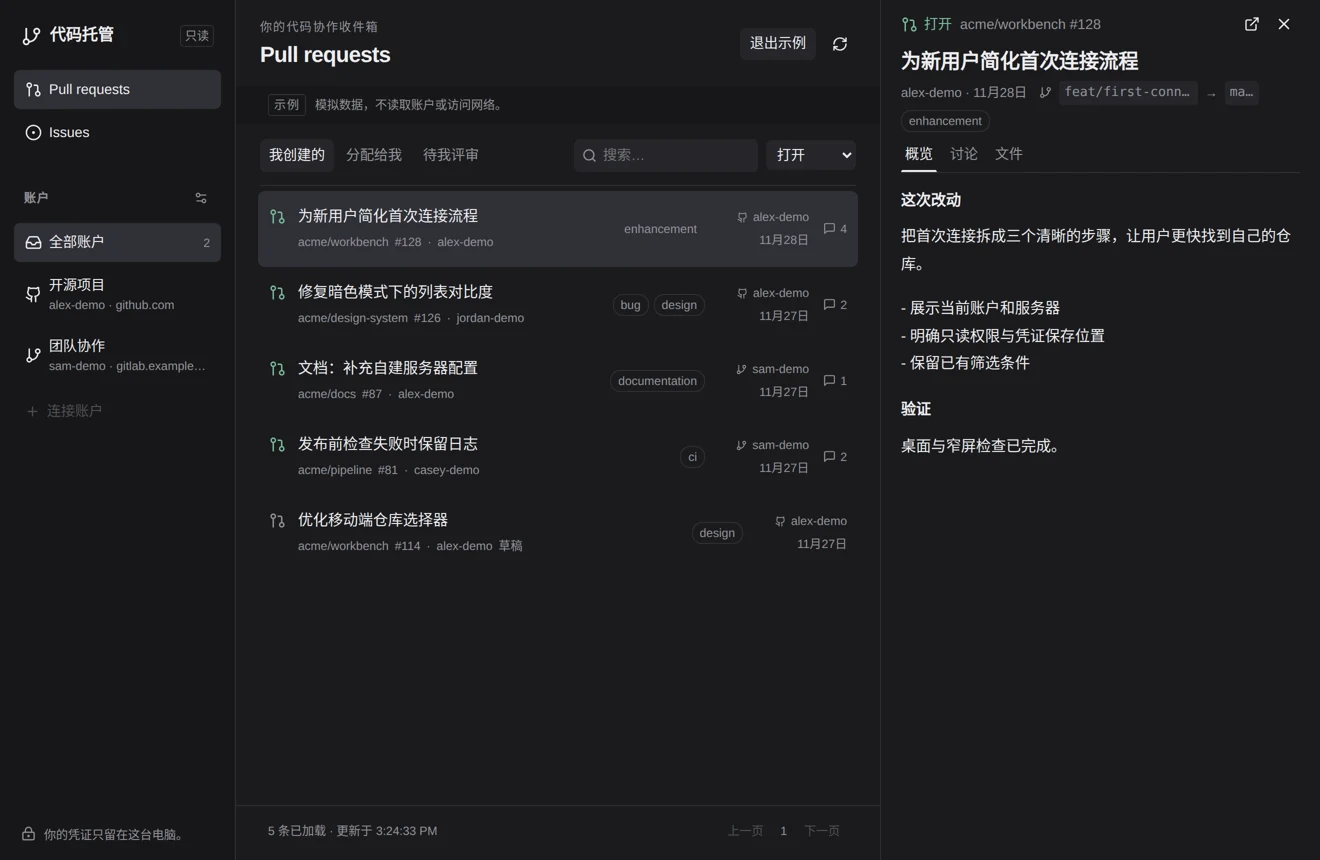 代码托管
只读
Pull requests
Issues
账户
全部账户 2
开源项目
alex-demo · github.com
团队协作
sam-demo · gitlab.example…
+ 连接账户
你的凭证只留在这台电脑。
你的代码协作收件箱
Pull requests
退出示例
示例 模拟数据，不读取账户或访问网络。
我创建的 分配给我 待我评审 搜索… 打开
为新用户简化首次连接流程
acme/workbench #128 · alex-demo
enhancement
alex-demo
11月28日
4
修复暗色模式下的列表对比度
acme/design-system #126 · jordan-demo
bug design
alex-demo
11月27日
2
文档：补充自建服务器配置
acme/docs #87 · alex-demo
documentation
sam-demo
11月27日
1
发布前检查失败时保留日志
acme/pipeline #81 · casey-demo
ci
sam-demo
11月27日
2
优化移动端仓库选择器
acme/workbench #114 · alex-demo 草稿
design
alex-demo
11月27日
5 条已加载 · 更新于 3:24:33 PM
上一页 1 下一页
打开 acme/workbench #128
为新用户简化首次连接流程
alex-demo · 11月28日 feat/first-conn… → ma…
enhancement
概览 讨论 文件
这次改动
把首次连接拆成三个清晰的步骤，让用户更快找到自己的仓
库。
- 展示当前账户和服务器
- 明确只读权限与凭证保存位置
- 保留已有筛选条件
验证
桌面与窄屏检查已完成。